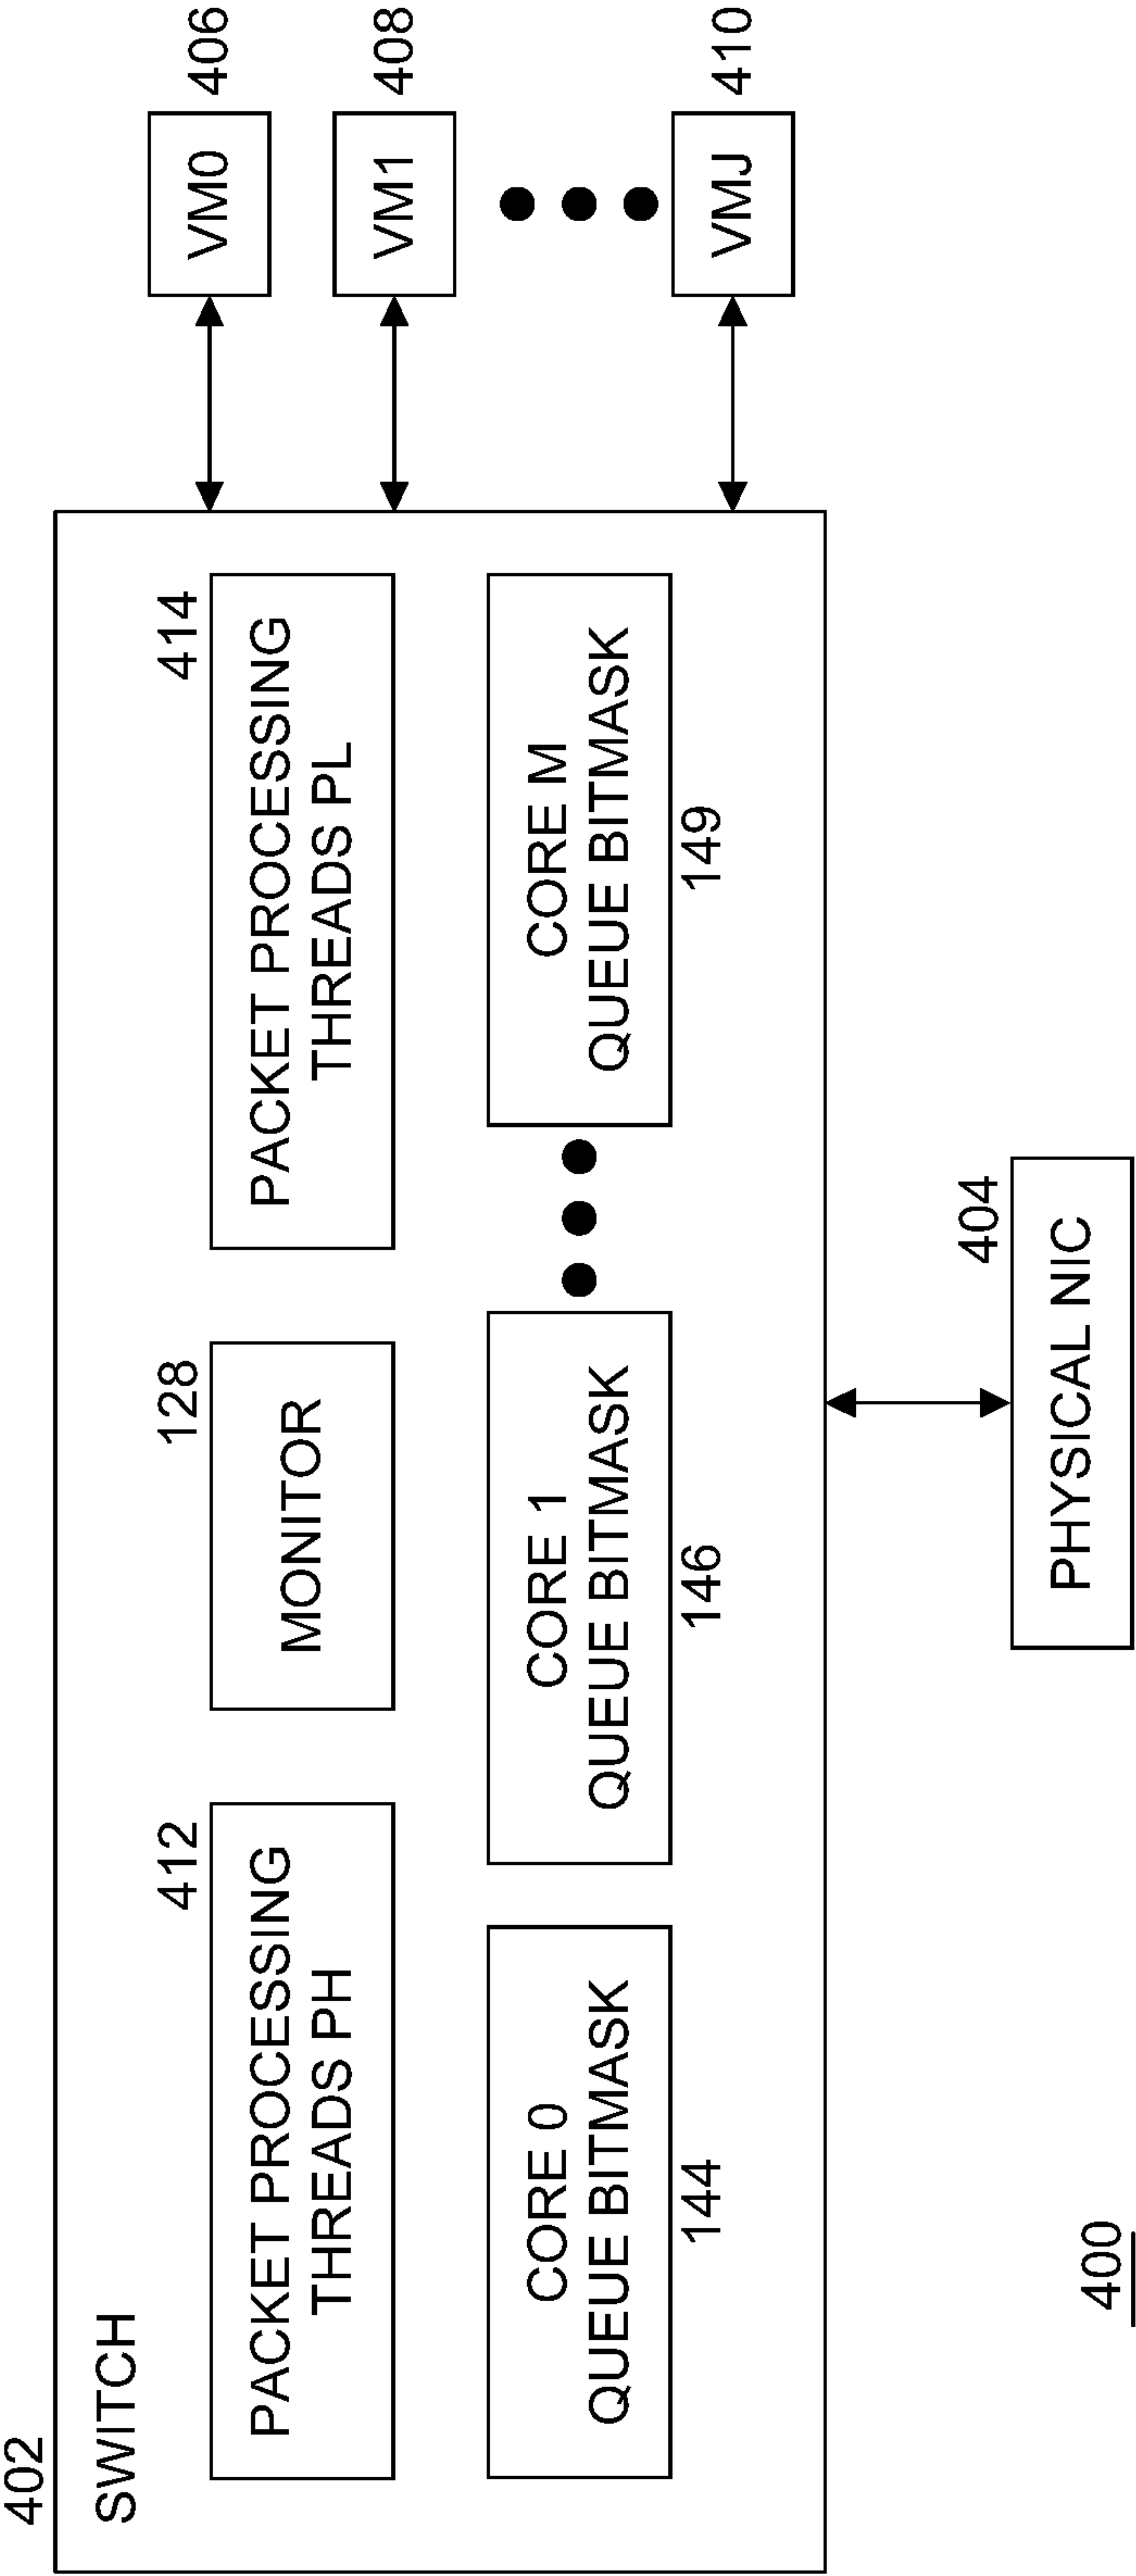 402
SWITCH
412
PACKET PROCESSING
THREADS PH
128
MONITOR
414
PACKET PROCESSING
THREADS PL
CORE 0
QUEUE BITMASK
144
CORE 1
QUEUE BITMASK
146
CORE M
QUEUE BITMASK
149
VM0
406
VM1
408
VMJ
410
404
PHYSICAL NIC
400